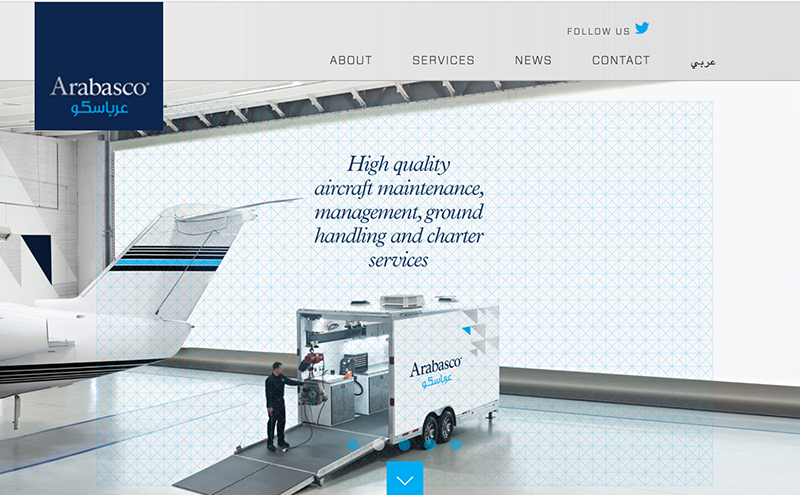 FOLLOW US
ABOUT SERVICES NEWS CONTACT عربي
Arabasco
عرباسكو
High quality
aircraft maintenance,
management, ground
handling and charter
services
Arabasco
عرباسكو